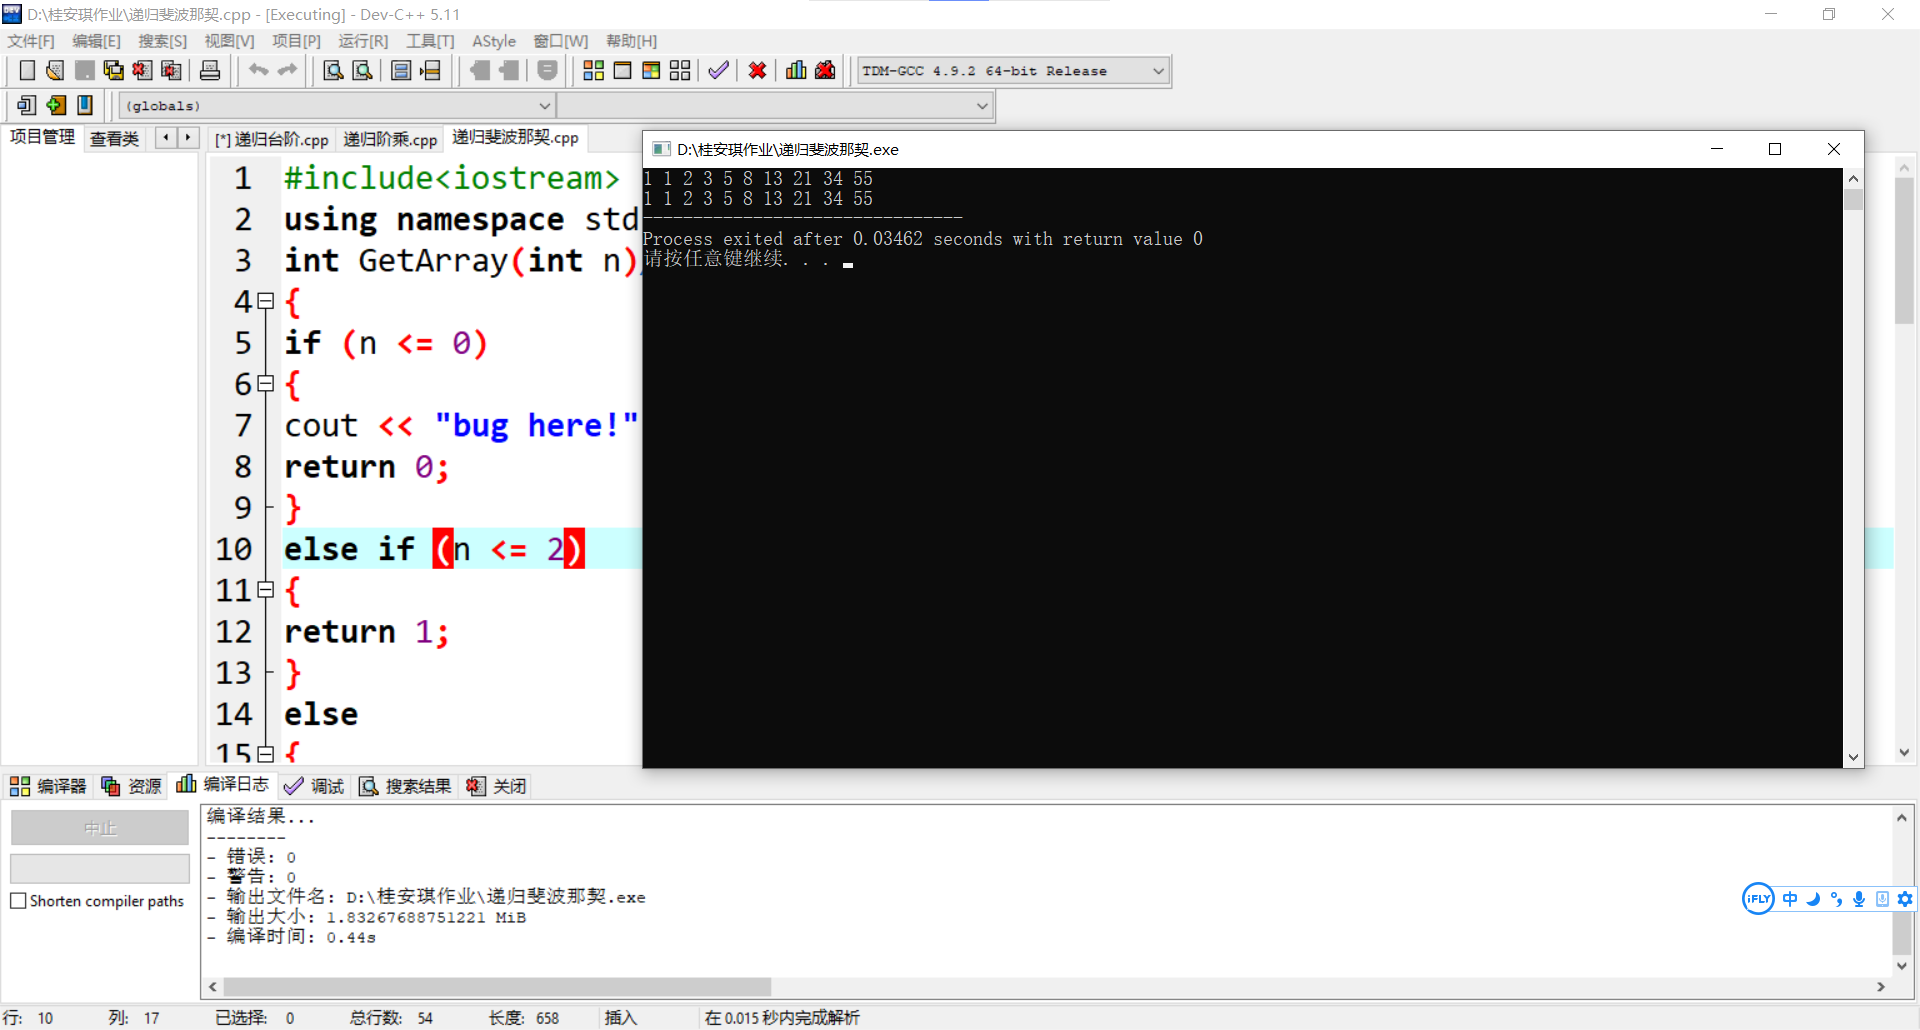 D:\桂安琪作业\递归斐波那契.cpp - [Executing] - Dev-C++ 5.11
文件[F] 编辑[E] 搜索[S] 视图[V] 项目[P] 运行[R] 工具[T] AStyle 窗口[W] 帮助[H]
TDM-GCC 4.9.2 64-bit Release
(globals)
项目管理 查看类 [*] 递归台阶.cpp 递归阶乘.cpp 递归斐波那契.cpp
1 #include<iostream>
2 using namespace std
3 int GetArray(int n)
4 {
5 if (n <= 0)
6 {
7 cout << "bug here!"
8 return 0;
9 }
10 else if (n <= 2)
11 {
12 return 1;
13 }
14 else
15 {
D:\桂安琪作业\递归斐波那契.exe
1 1 2 3 5 8 13 21 34 55
1 1 2 3 5 8 13 21 34 55
--------------------------------
Process exited after 0.03462 seconds with return value 0
请按任意键继续. . .
编译器 资源 编译日志 调试 搜索结果 关闭
中止
Shorten compiler paths
编译结果...
--------
- 错误: 0
- 警告: 0
- 输出文件名: D:\桂安琪作业\递归斐波那契.exe
- 输出大小: 1.83267688751221 MiB
- 编译时间: 0.44s
iFLY 中
行: 10 列: 17 已选择: 0 总行数: 54 长度: 658 插入 在 0.015 秒内完成解析